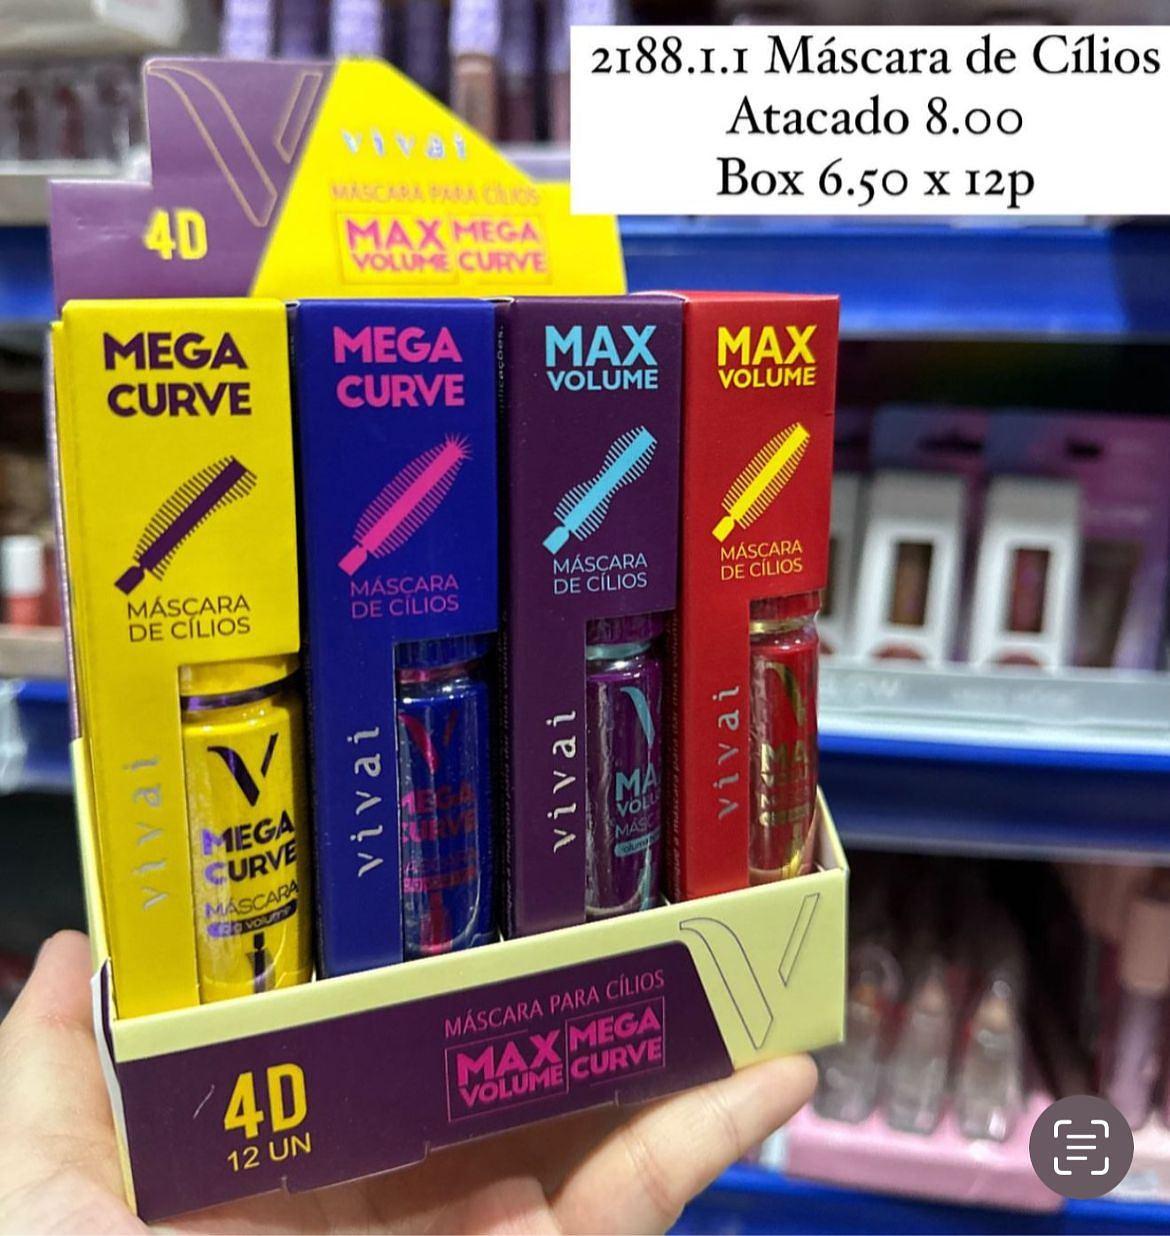 2188.1.1 Máscara de Cílios
Atacado 8.00
Box 6.50 x 12p
vivai
MÁSCARA PARA CÍLIOS
MAX MEGA
VOLUME CURVE
4D
MEGA
CURVE
MÁSCARA
DE CÍLIOS
vivai
MEGA
CURVE
MÁSCARA
MEGA
CURVE
MÁSCARA
DE CÍLIOS
vivai
MAX
VOLUME
MÁSCARA
DE CÍLIOS
vivai
MAX
VOLUME
MÁSCARA
DE CÍLIOS
vivai
4D
12 UN
MÁSCARA PARA CÍLIOS
MAX MEGA
VOLUME CURVE